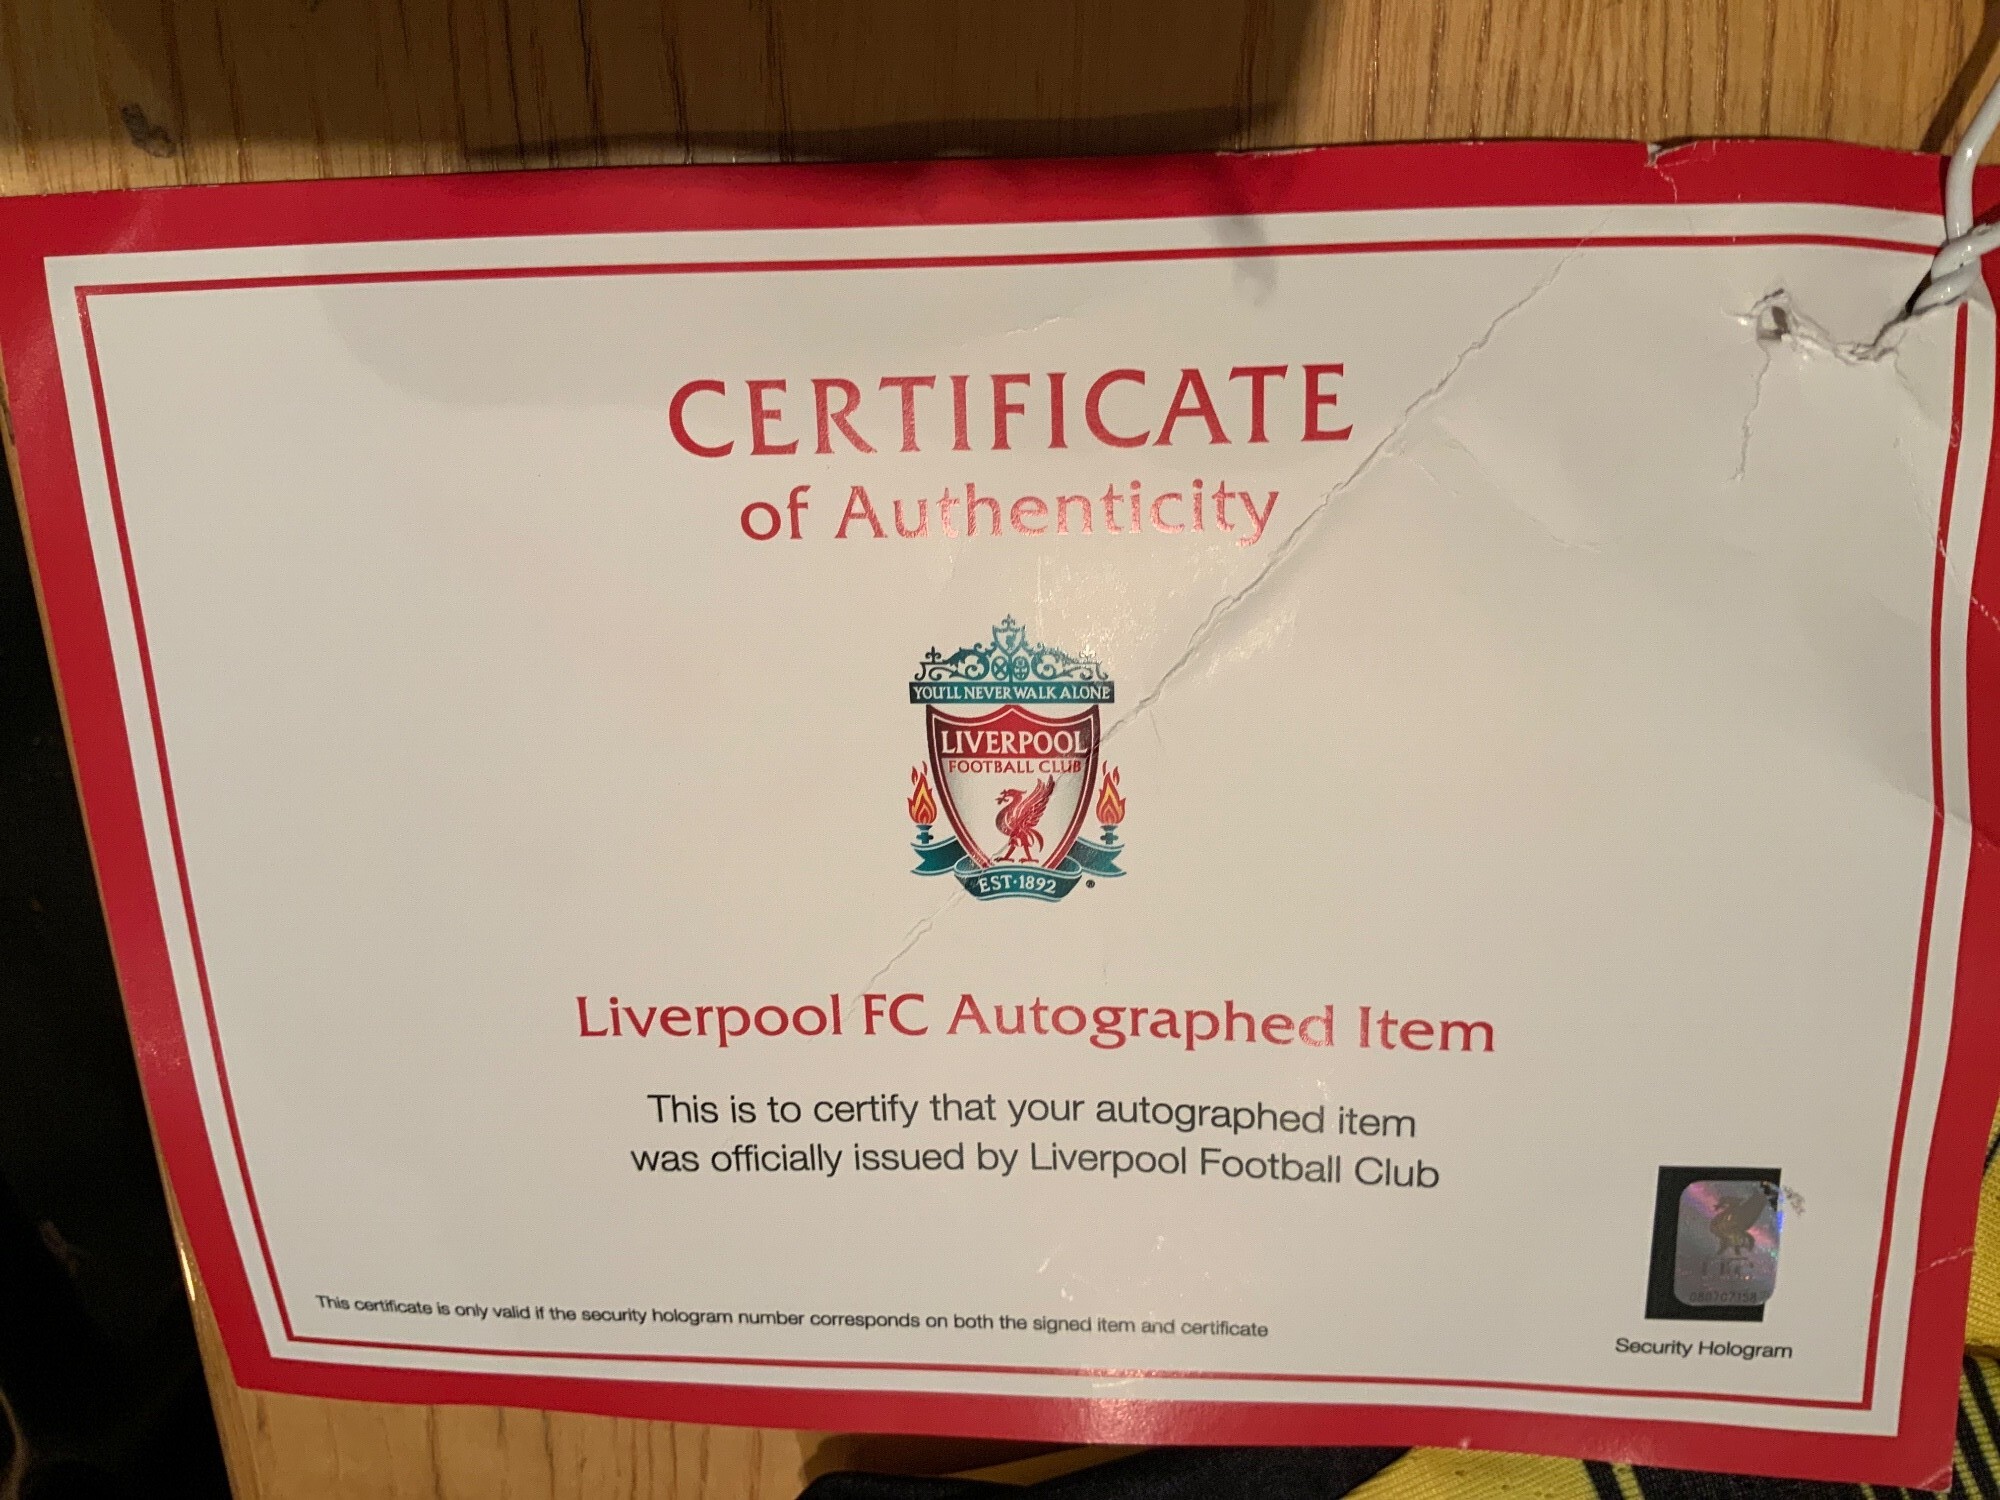 CERTIFICATE
of Authenticity
YOU'LL NEVER WALK ALONE
LIVERPOOL
FOOTBALL CLUB
EST·1892 ®
Liverpool FC Autographed Item
This is to certify that your autographed item
was officially issued by Liverpool Football Club
This certificate is only valid if the security hologram number corresponds on both the signed item and certificate
Security Hologram